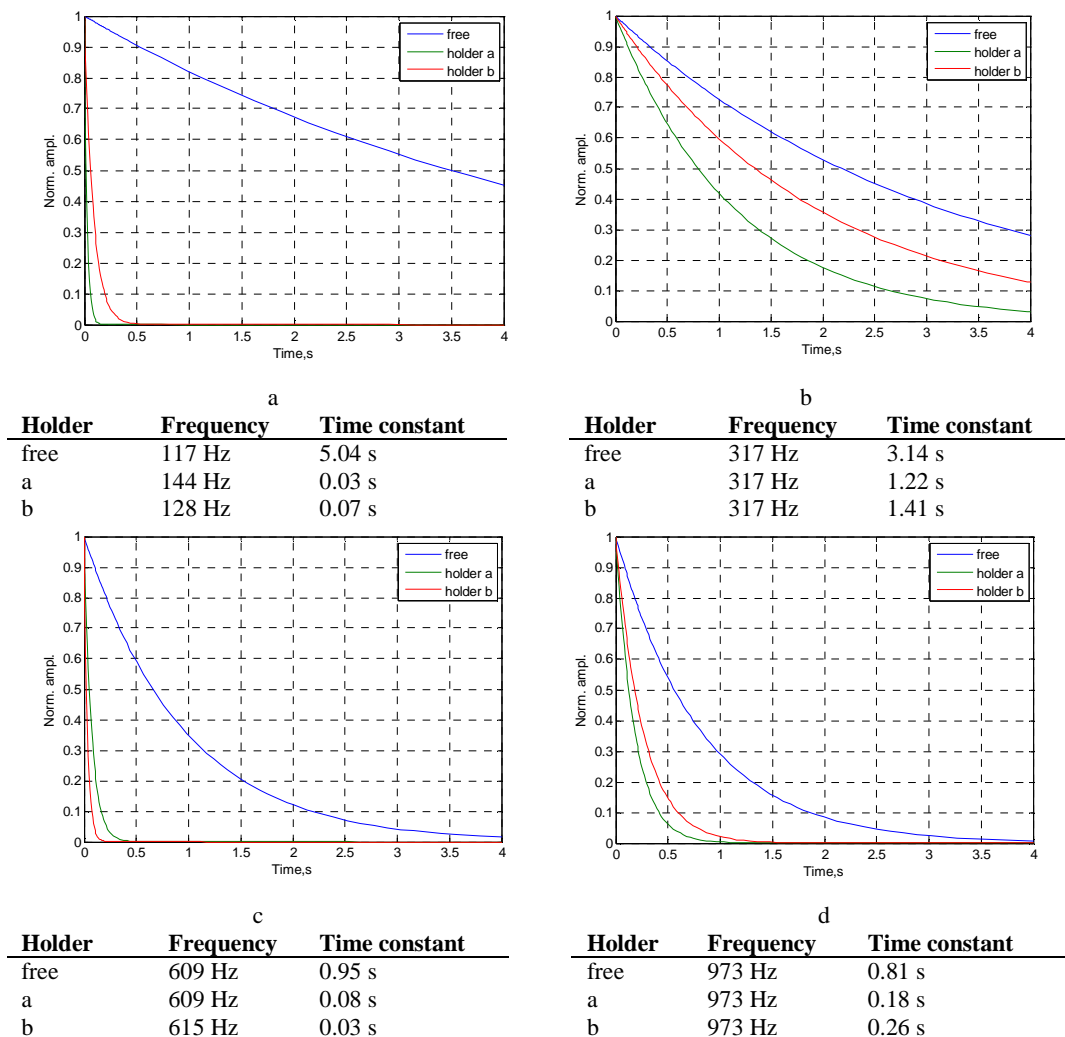 1
0.9
0.8
0.7
0.6
0.5
0.4
0.3
0.2
0.1
0
Norm. ampl.
free
holder a
holder b
0 0.5 1 1.5 2 2.5 3 3.5 4
Time,s
a
Holder Frequency Time constant
free 117 Hz 5.04 s
a 144 Hz 0.03 s
b 128 Hz 0.07 s
1
0.9
0.8
0.7
0.6
0.5
0.4
0.3
0.2
0.1
0
Norm. ampl.
free
holder a
holder b
0 0.5 1 1.5 2 2.5 3 3.5 4
Time,s
b
Holder Frequency Time constant
free 317 Hz 3.14 s
a 317 Hz 1.22 s
b 317 Hz 1.41 s
1
0.9
0.8
0.7
0.6
0.5
0.4
0.3
0.2
0.1
0
Norm. ampl.
free
holder a
holder b
0 0.5 1 1.5 2 2.5 3 3.5 4
Time,s
c
Holder Frequency Time constant
free 609 Hz 0.95 s
a 609 Hz 0.08 s
b 615 Hz 0.03 s
1
0.9
0.8
0.7
0.6
0.5
0.4
0.3
0.2
0.1
0
Norm. ampl.
free
holder a
holder b
0 0.5 1 1.5 2 2.5 3 3.5 4
Time,s
d
Holder Frequency Time constant
free 973 Hz 0.81 s
a 973 Hz 0.18 s
b 973 Hz 0.26 s